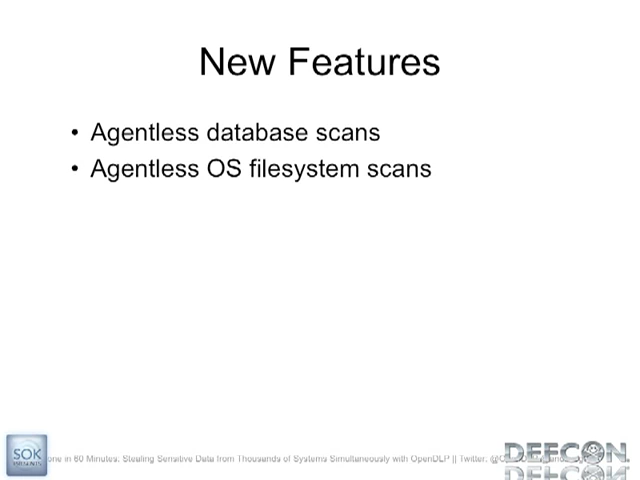 New Features
• Agentless database scans
• Agentless OS filesystem scans
SOK
PRESENTS
one in 60 Minutes: Stealing Sensitive Data from Thousands of Systems Simultaneously with OpenDLP || Twitter:
DEFCON